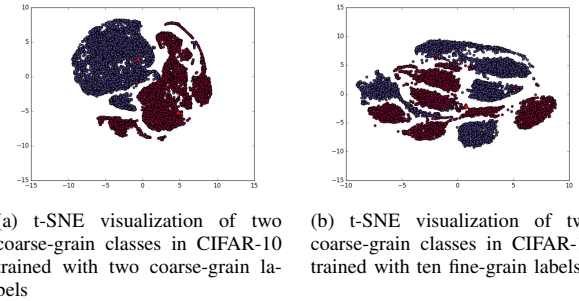 10
5
0
−5
−10
−15
−15 −10 −5 0 5 10 15
(a) t-SNE visualization of two
coarse-grain classes in CIFAR-10
trained with two coarse-grain la-
bels
15
10
5
0
−5
−10
−15
−10 −5 0 5 10
(b) t-SNE visualization of tw
coarse-grain classes in CIFAR-
trained with ten fine-grain labels